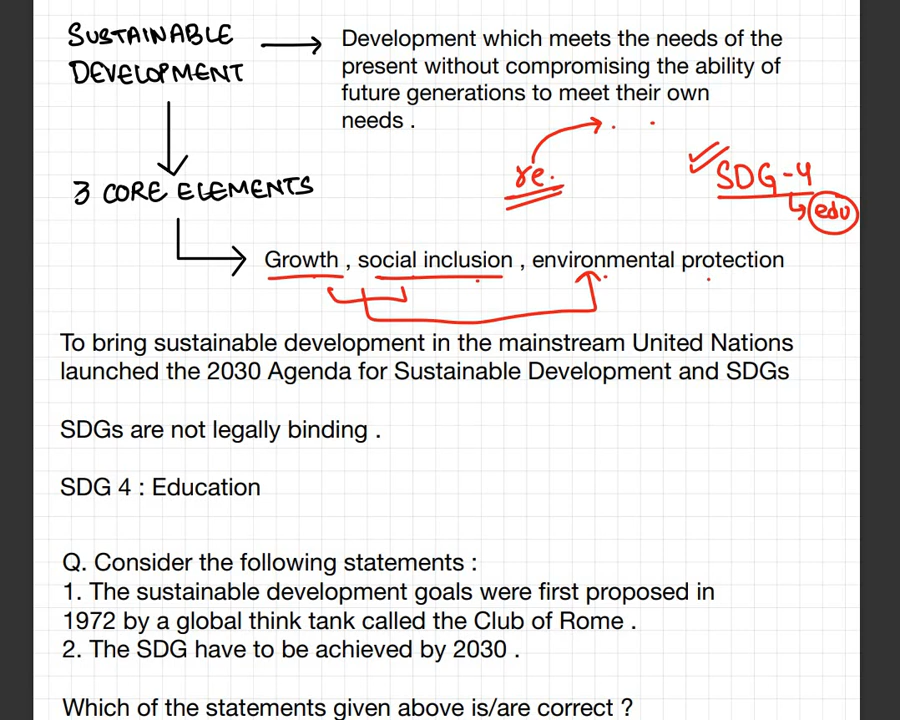 SUSTAINABLE DEVELOPMENT
Development which meets the needs of the
present without compromising the ability of
future generations to meet their own
needs .
re.
SDG-4
edu
3 CORE ELEMENTS
Growth , social inclusion , environmental protection
To bring sustainable development in the mainstream United Nations
launched the 2030 Agenda for Sustainable Development and SDGs
SDGs are not legally binding .
SDG 4 : Education
Q. Consider the following statements :
1. The sustainable development goals were first proposed in
1972 by a global think tank called the Club of Rome .
2. The SDG have to be achieved by 2030 .
Which of the statements given above is/are correct ?